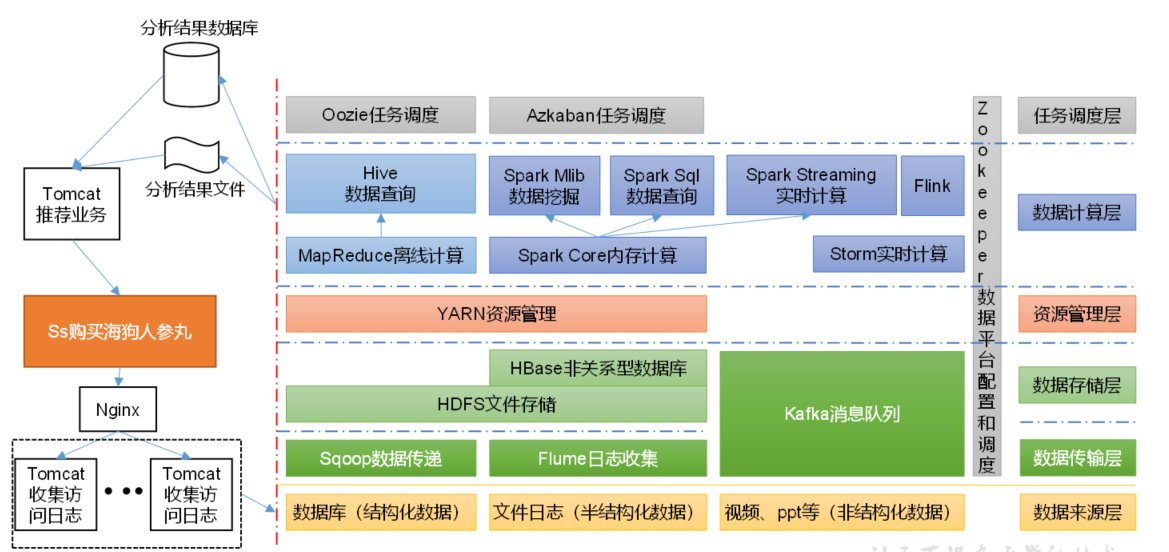 分析结果数据库
分析结果文件
Tomcat
推荐业务
Ss购买海狗人参丸
Nginx
Tomcat
收集访
问日志
Tomcat
收集访
问日志
Oozie任务调度
Azkaban任务调度
任务调度层
Hive
数据查询
Spark Mlib
数据挖掘
Spark Sql
数据查询
Spark Streaming
实时计算
Flink
数据计算层
MapReduce离线计算
Spark Core内存计算
Storm实时计算
YARN资源管理
资源管理层
HBase非关系型数据库
HDFS文件存储
Kafka消息队列
数据存储层
Sqoop数据传递
Flume日志收集
数据传输层
数据库（结构化数据）
文件日志（半结构化数据）
视频、ppt等（非结构化数据）
数据来源层
Zookeeper数据平台配置和调度